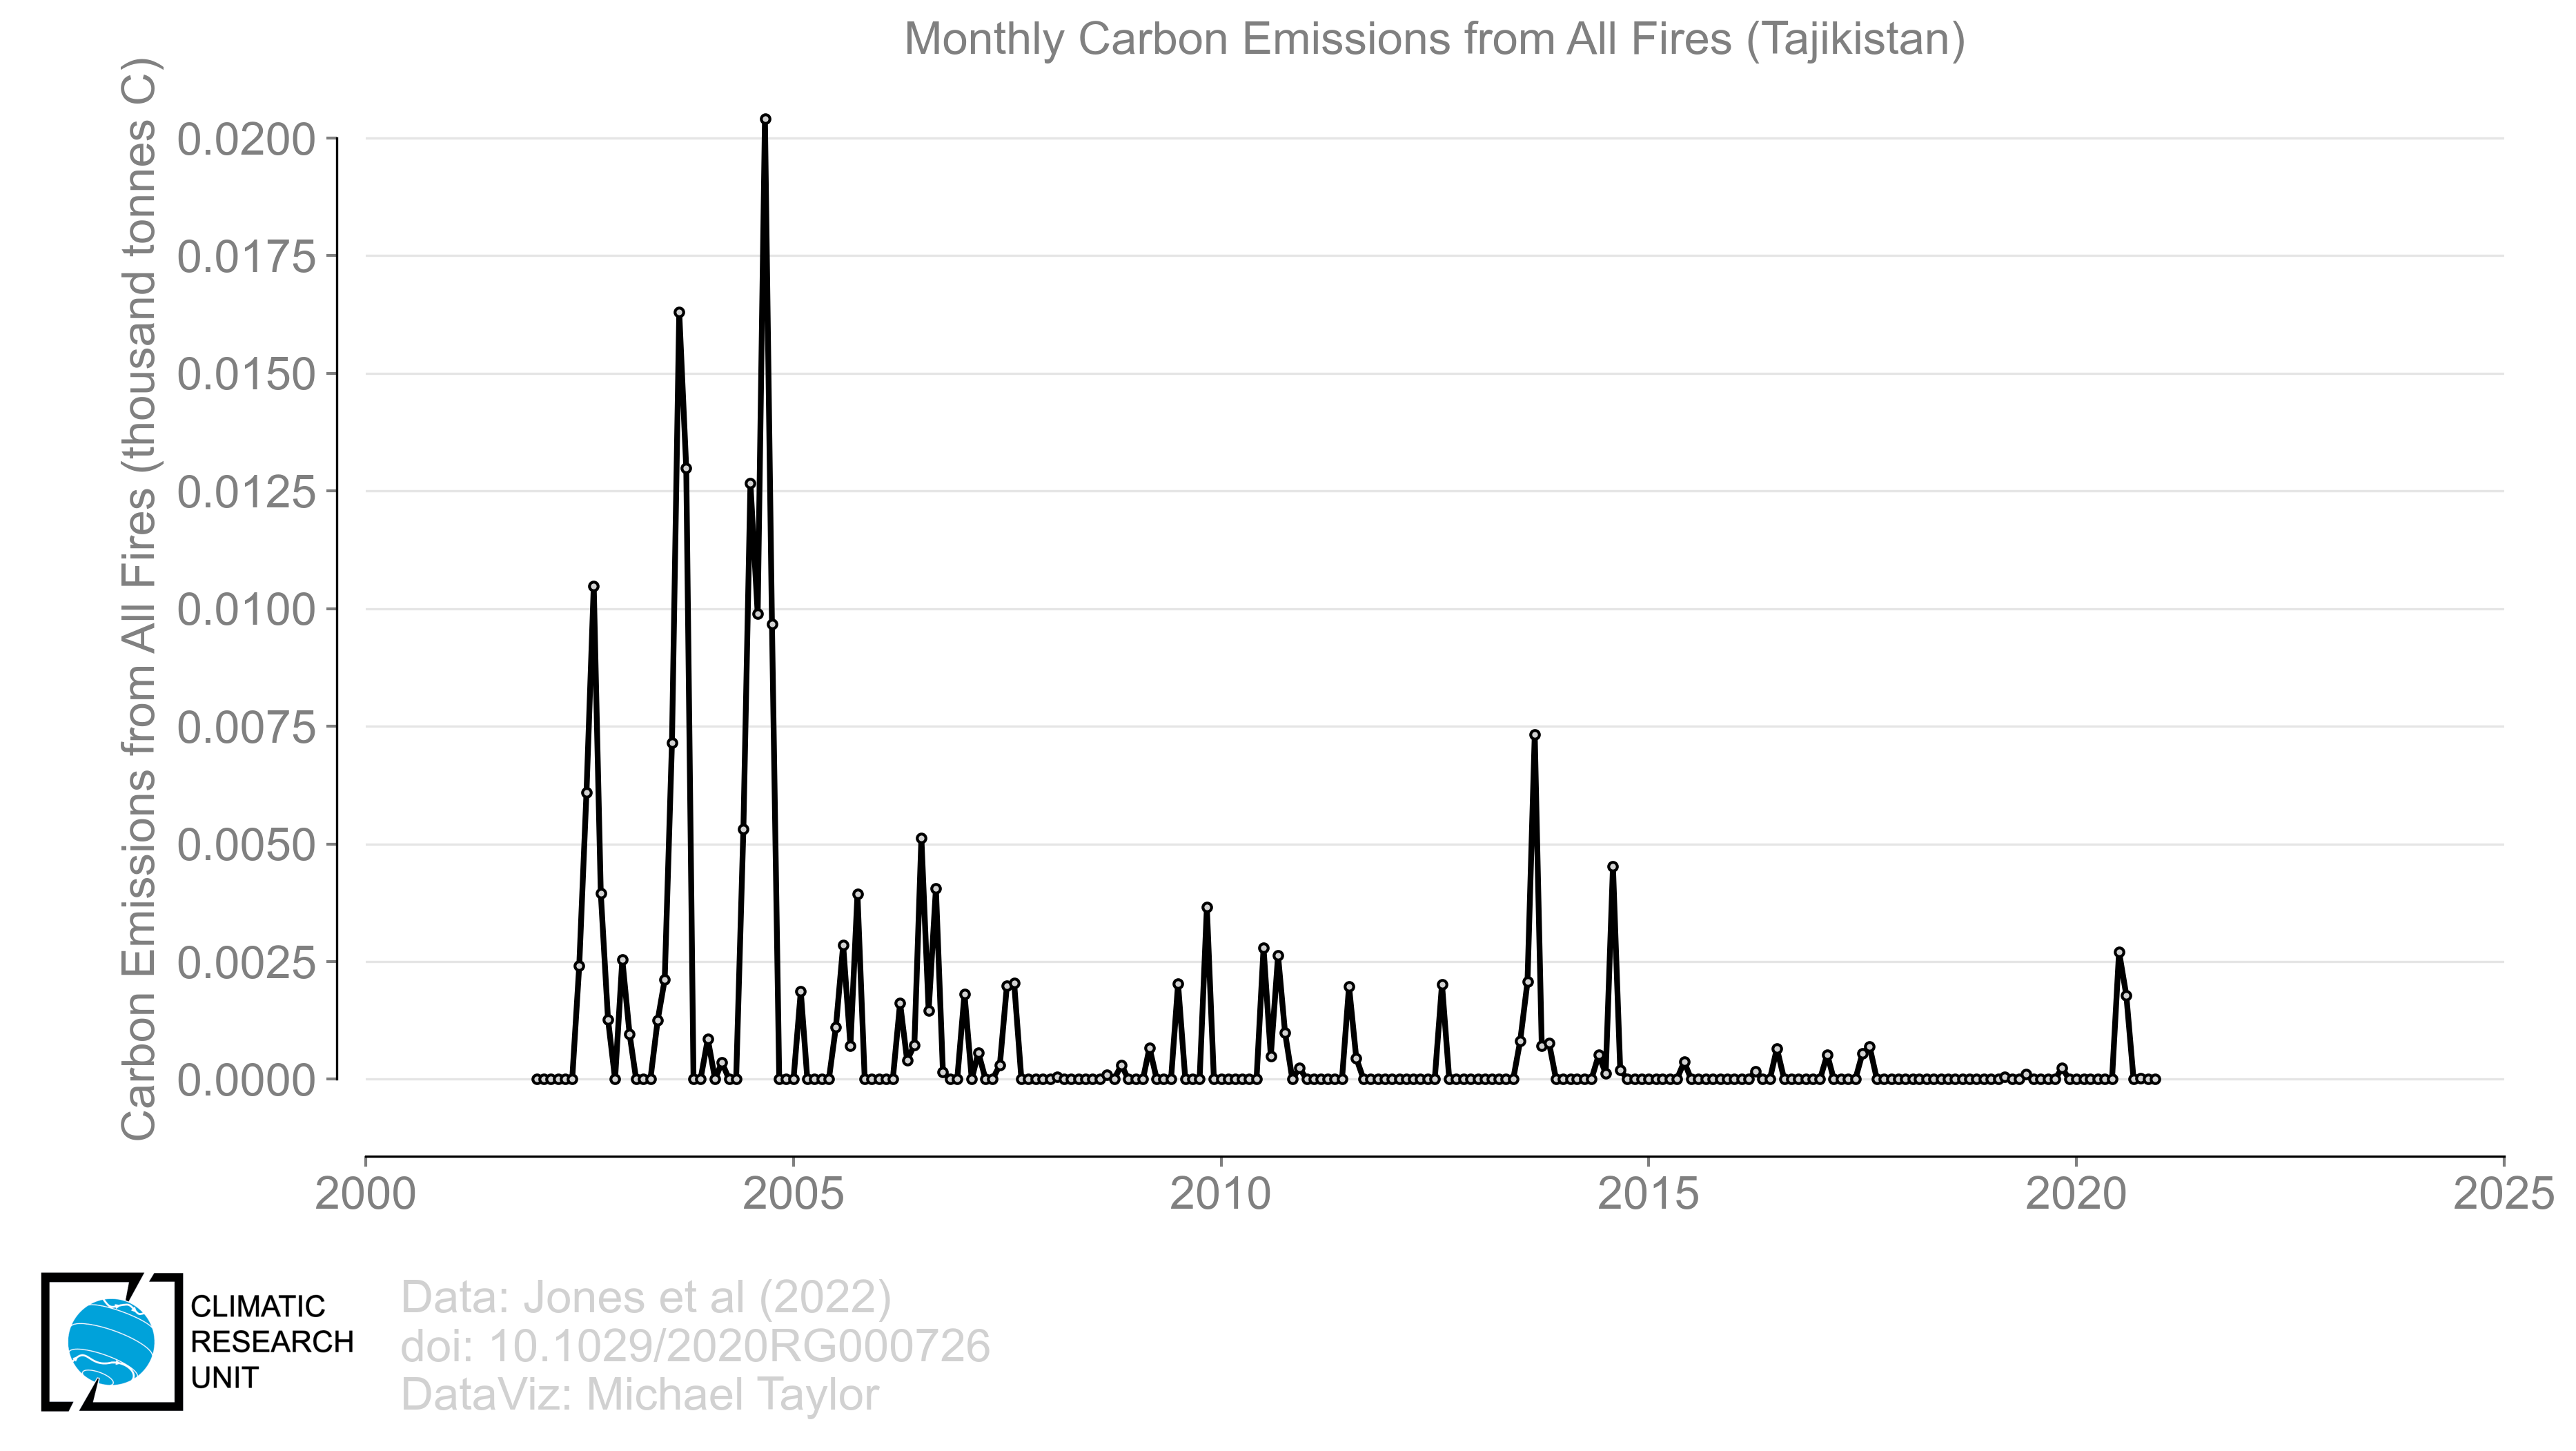 Monthly Carbon Emissions from All Fires (Tajikistan)
Carbon Emissions from All Fires (thousand tonnes C)
0.0200
0.0175
0.0150
0.0125
0.0100
0.0075
0.0050
0.0025
0.0000
2000 2005 2010 2015 2020 2025
CLIMATIC
RESEARCH
UNIT
Data: Jones et al (2022)
doi: 10.1029/2020RG000726
DataViz: Michael Taylor